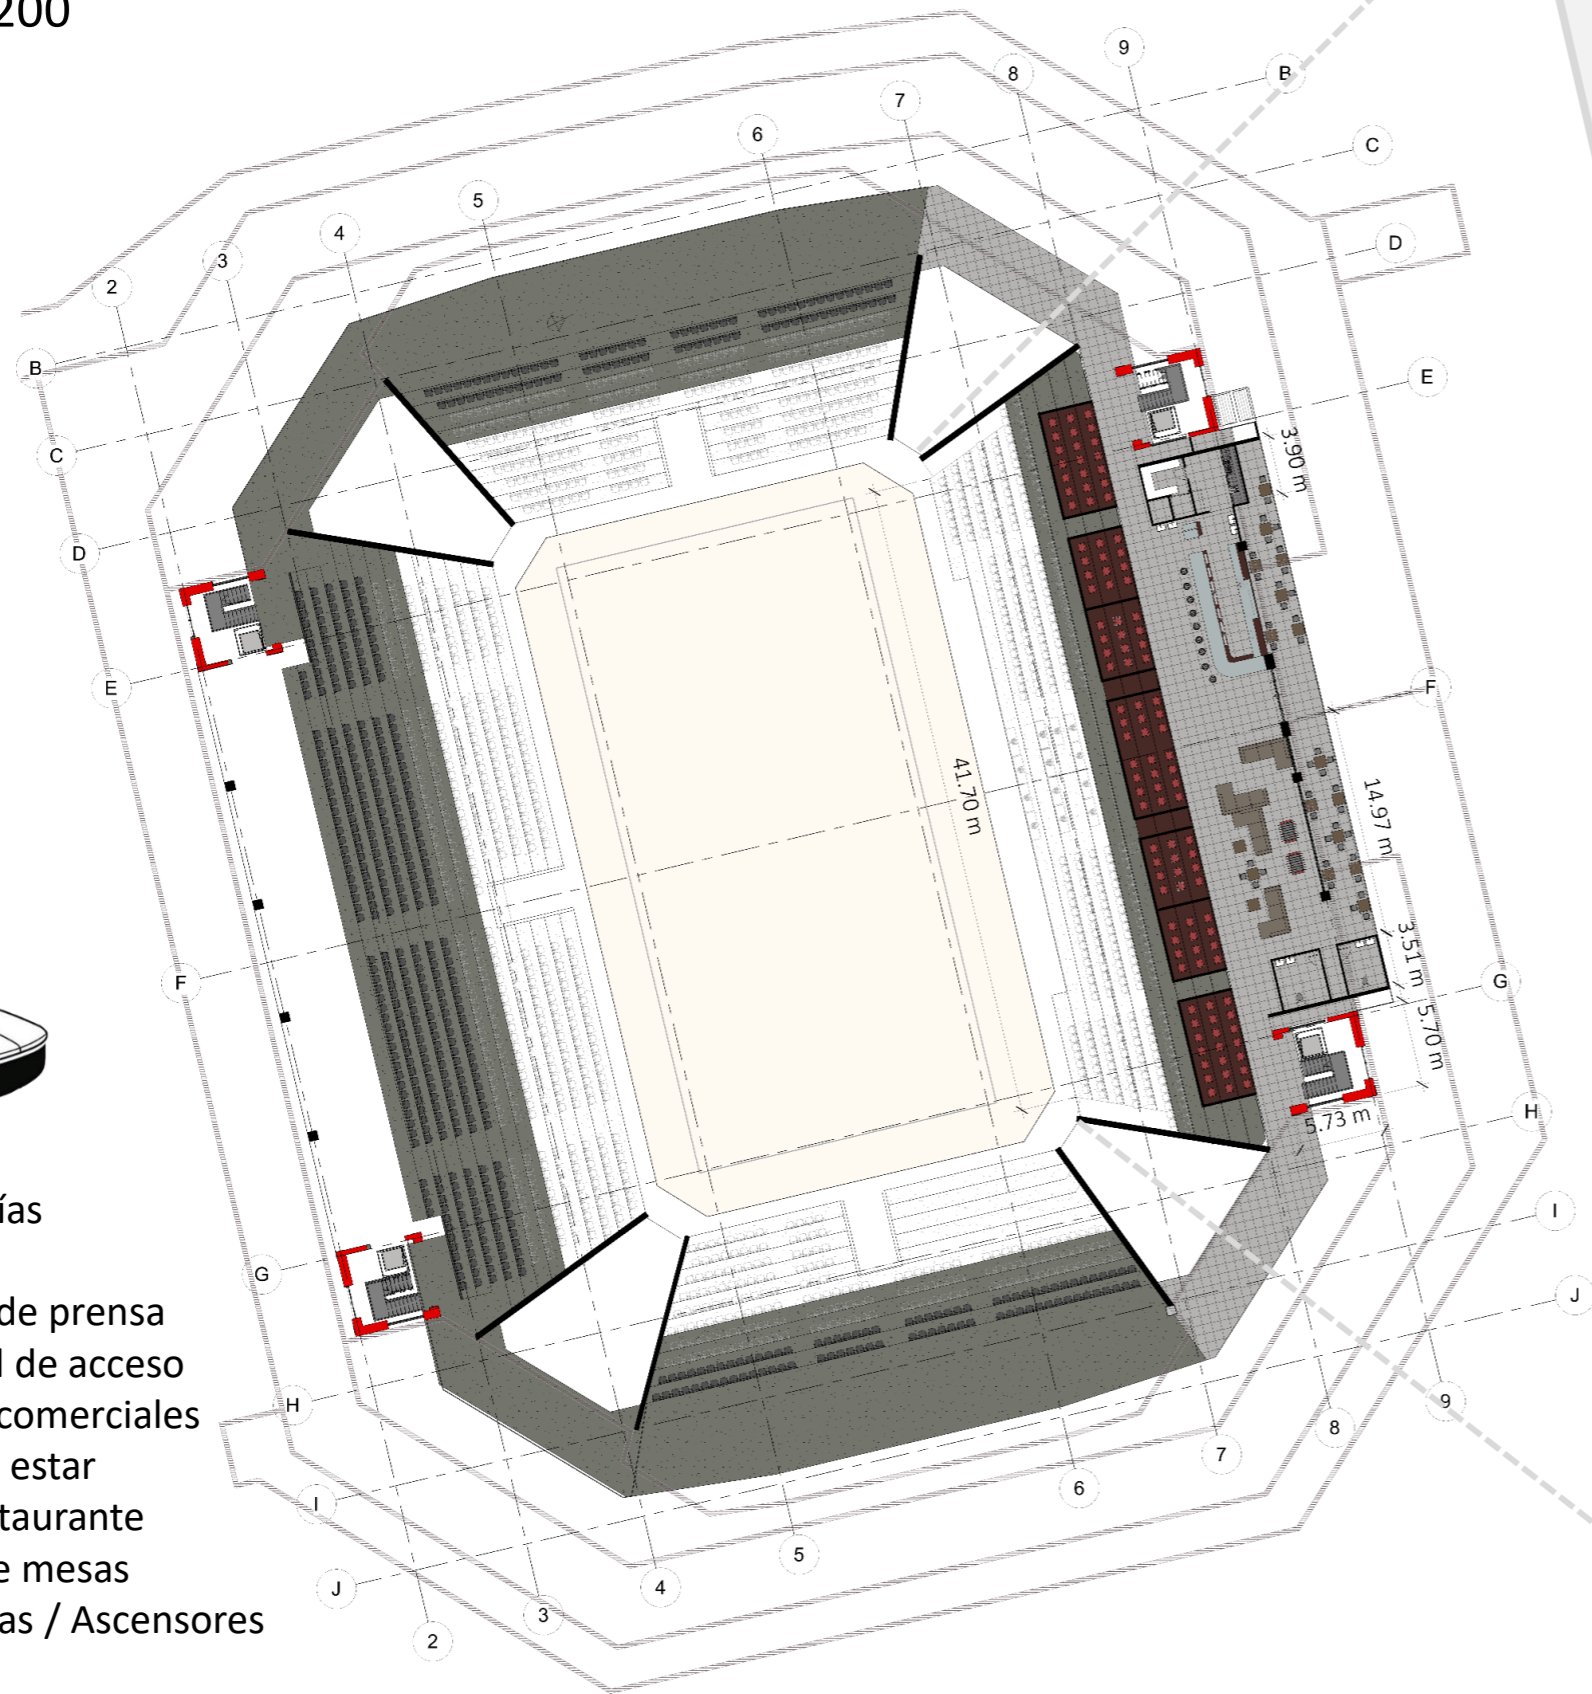 200
9
B
8
7
C
6
5
D
4
3
2
B
E
C
3.90 m
D
E
F
41.70 m
14.97 m
F
3.51 m
G
5.70 m
H
5.73 m
ías
I
G
de prensa
J
de acceso
comerciales
H
9
8
7
estar
6
I
taurante
5
e mesas
J
4
as / Ascensores
3
2